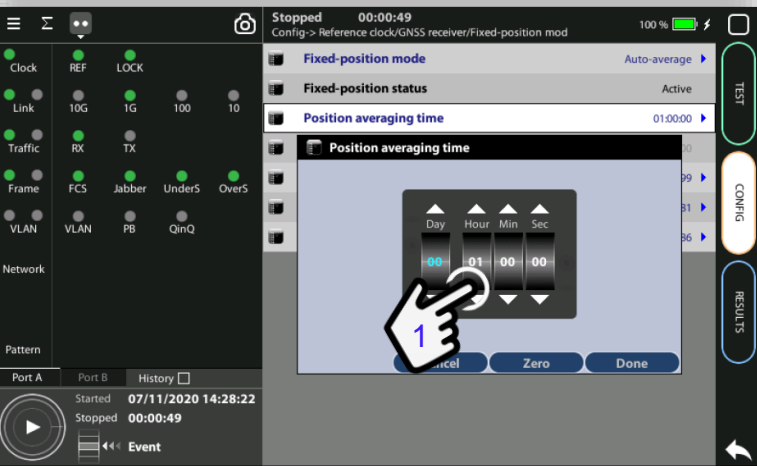 Σ
Stopped 00:00:49
Config-> Reference clock/GNSS receiver/Fixed-position mod
100 %
Clock REF LOCK
Link 10G 1G 100 10
Traffic RX TX
Frame FCS Jabber UnderS OverS
VLAN VLAN PB QinQ
Network
Pattern
Port A Port B History
Started 07/11/2020 14:28:22
Stopped 00:00:49
Event
Fixed-position mode Auto-average
Fixed-position status Active
Position averaging time 01:00:00
00
99
81
86
Position averaging time
Day Hour Min Sec
00 01 00 00
1
Zero Done
TEST
CONFIG
RESULTS